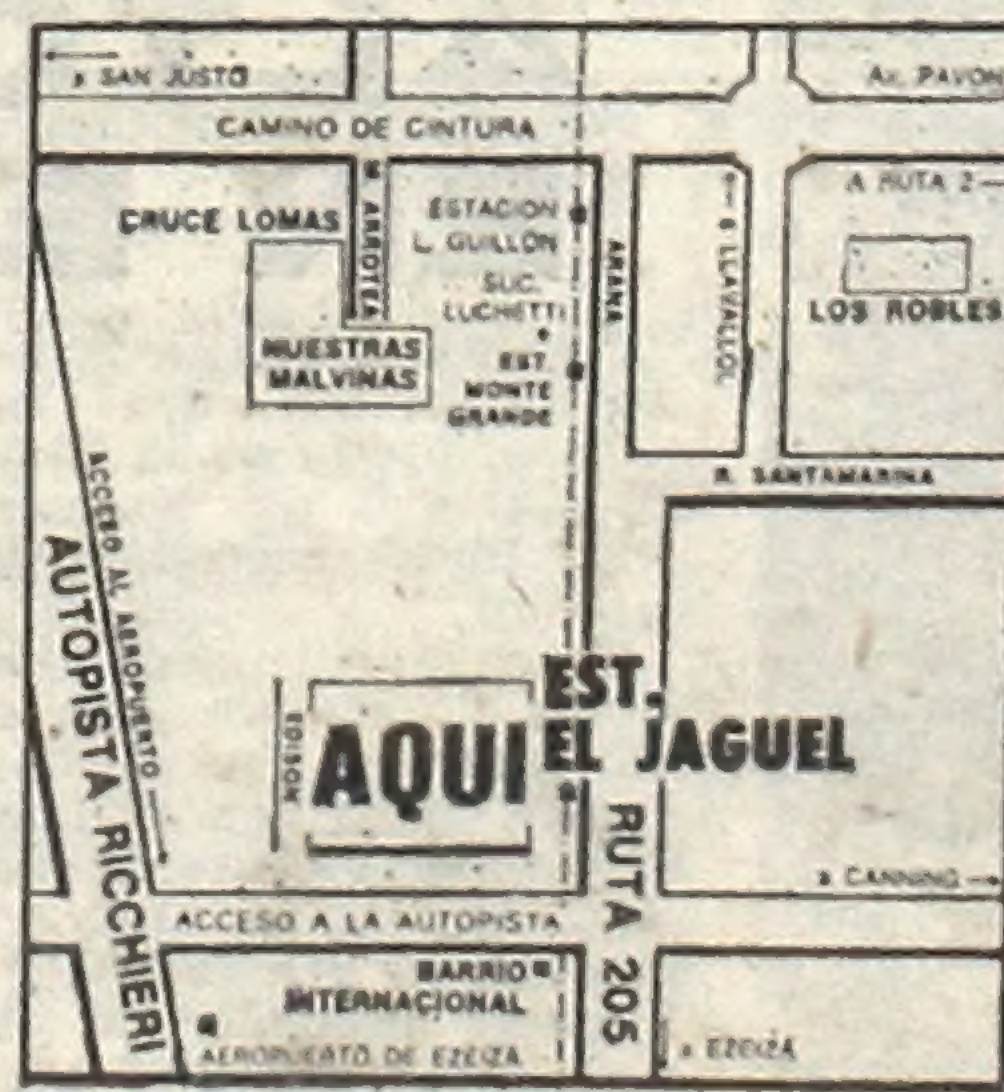 a SAN JUSTO
Av. PAVON
CAMINO DE CINTURA
A RUTA 2
CRUCE LOMAS
ARROTEA
ESTACION
L. GUILLON
SUC.
LUCHETTI
ARANA
a LLAVALLOL
LOS ROBLES
NUESTRAS
MALVINAS
EST.
MONTE
GRANDE
R. SANTAMARINA
ACCESO AL AEROPUERTO
AUTOPISTA RICCHIERI
EDISON
AQUI
EST.
EL JAGUEL
RUTA 205
a CANNING
ACCESO A LA AUTOPISTA
BARRIO
INTERNACIONAL
AEROPUERTO DE EZEIZA
a EZEIZA